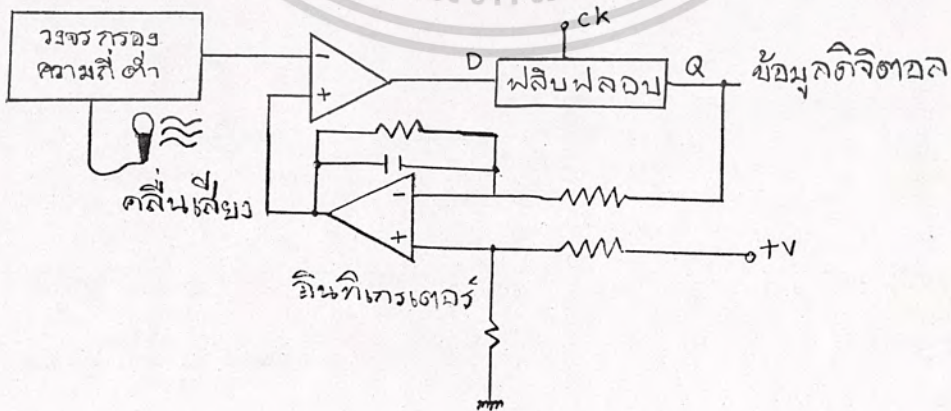 วงจรกรอง
ความถี่ต่ำ
-
+
D
ck
ฟลิบฟลอบ
Q
ข้อมูลดิจิตอล
คลื่นเสียง
-
+
+v
อินทิเกรเตอร์